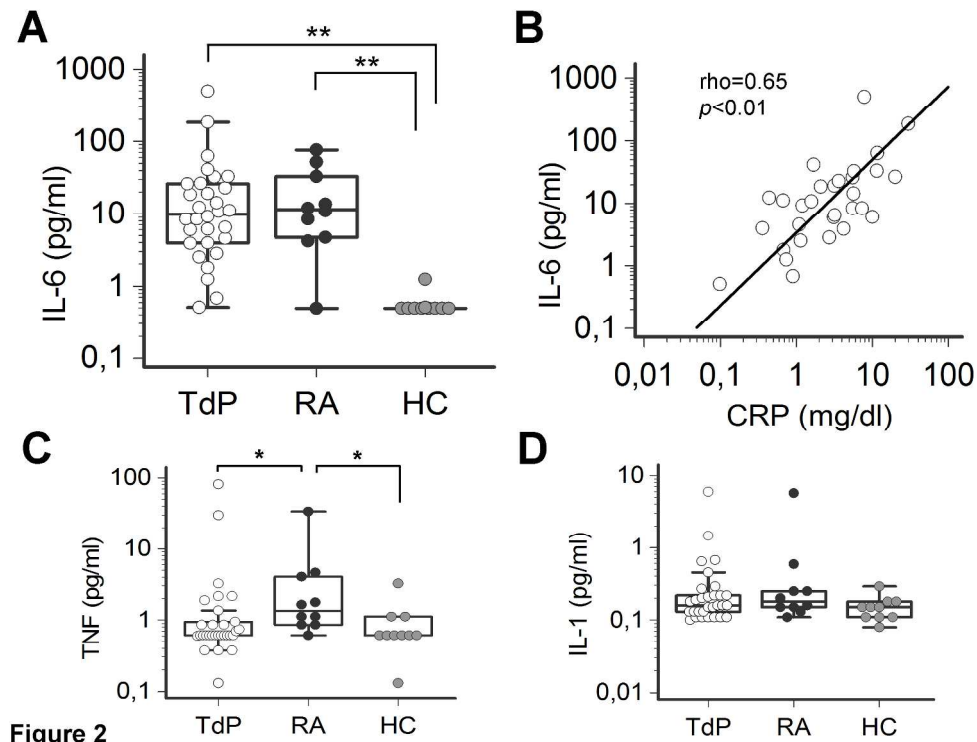 A
**
**
IL-6 (pg/ml)
1000
100
10
1
0,1
TdP RA HC
B
rho=0.65
p<0.01
IL-6 (pg/ml)
1000
100
10
1
0,1
0,01 0,1 1 10 100
CRP (mg/dl)
C
* *
TNF (pg/ml)
100
10
1
0,1
TdP RA HC
D
IL-1 (pg/ml)
10
1
0,1
0,01
TdP RA HC
Figure 2